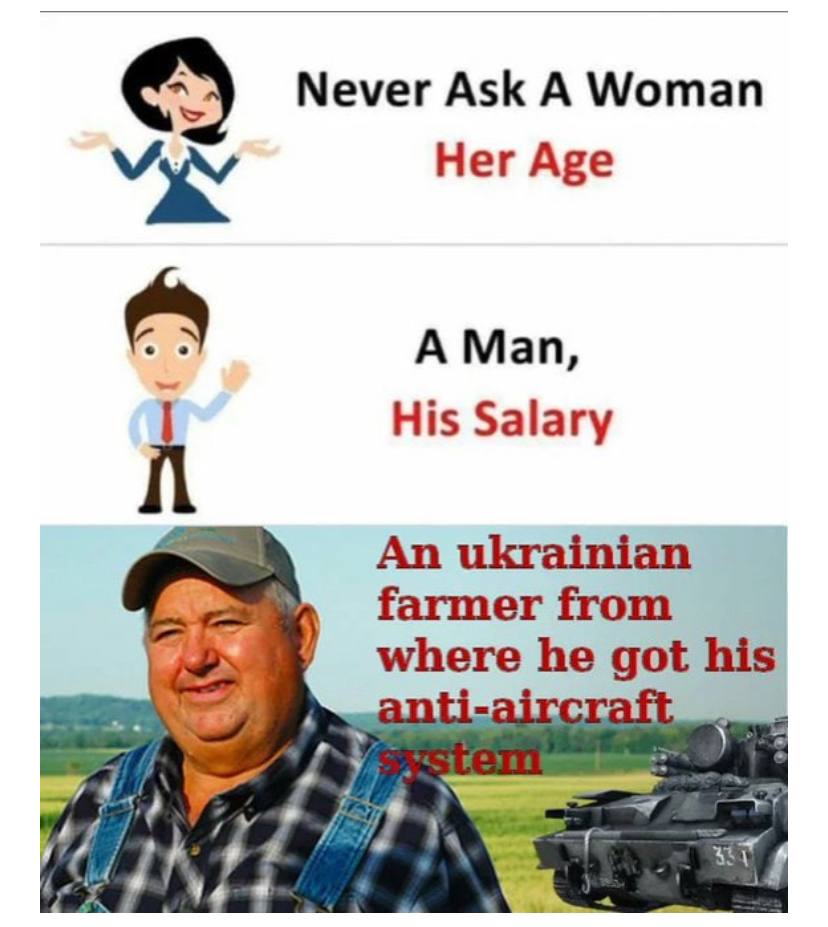 Never Ask A Woman
Her Age
A Man,
His Salary
An ukrainian
farmer from
where he got his
anti-aircraft
system